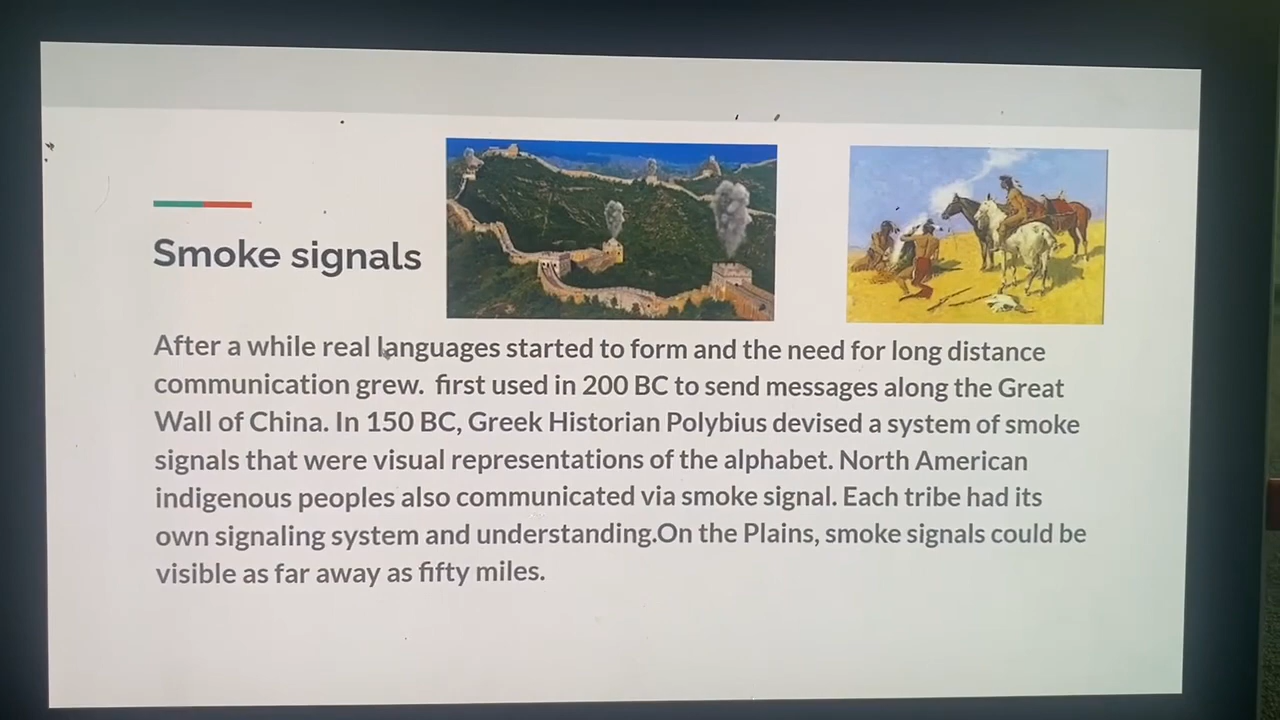 Smoke signals
After a while real languages started to form and the need for long distance
communication grew.  first used in 200 BC to send messages along the Great
Wall of China. In 150 BC, Greek Historian Polybius devised a system of smoke
signals that were visual representations of the alphabet. North American
indigenous peoples also communicated via smoke signal. Each tribe had its
own signaling system and understanding.On the Plains, smoke signals could be
visible as far away as fifty miles.